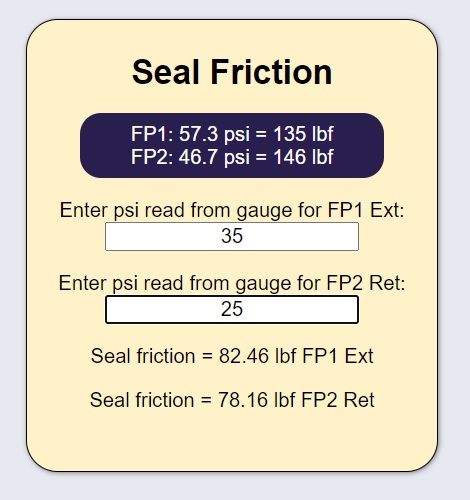 Seal Friction
FP1: 57.3 psi = 135 lbf
FP2: 46.7 psi = 146 lbf
Enter psi read from gauge for FP1 Ext:
35
Enter psi read from gauge for FP2 Ret:
25
Seal friction = 82.46 lbf FP1 Ext
Seal friction = 78.16 lbf FP2 Ret